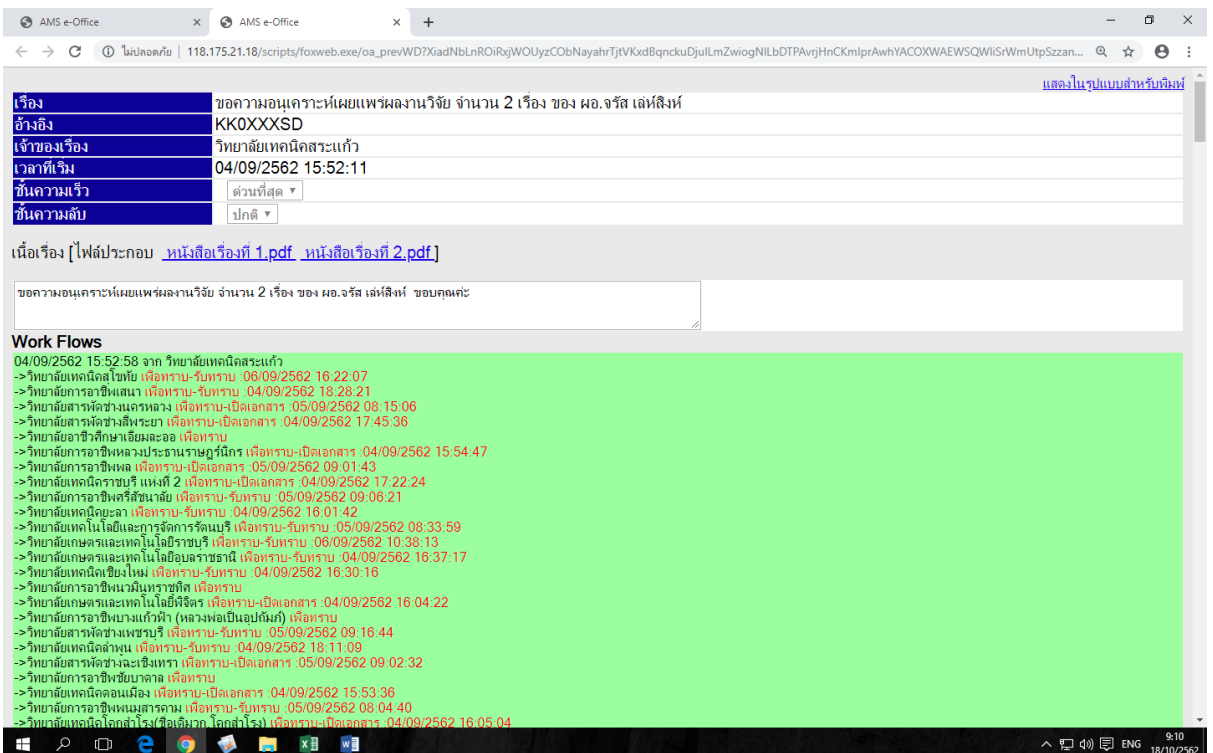 AMS e-Office
AMS e-Office
ไม่ปลอดภัย | 118.175.21.18/scripts/foxweb.exe/oa_prevWD?XiadNbLnROiRxjWOUyzCObNayahrTjtVKxdBqnckuDjulLmZwiogNlLbDTPAvrjHnCKmlprAwhYACOXWAEWSQWliSrWmUtpSzzan...
แสดงในรูปแบบสำหรับพิมพ์
เรื่อง ขอความอนุเคราะห์เผยแพร่ผลงานวิจัย จำนวน 2 เรื่อง ของ ผอ.จรัส เล่ห์สิงห์
อ้างอิง KK0XXXSD
เจ้าของเรื่อง วิทยาลัยเทคนิคสระแก้ว
เวลาที่เริ่ม 04/09/2562 15:52:11
ชั้นความเร็ว ด่วนที่สุด
ชั้นความลับ ปกติ
เนื้อเรื่อง [ไฟล์ประกอบ หนังสือเรื่องที่ 1.pdf หนังสือเรื่องที่ 2.pdf ]
ขอความอนุเคราะห์เผยแพร่ผลงานวิจัย จำนวน 2 เรื่อง ของ ผอ.จรัส เล่ห์สิงห์ ขอบคุณค่ะ
Work Flows
04/09/2562 15:52:58 จาก วิทยาลัยเทคนิคสระแก้ว
->วิทยาลัยเทคนิคสุโขทัย เพื่อทราบ-รับทราบ :06/09/2562 16:22:07
->วิทยาลัยการอาชีพเสนา เพื่อทราบ-รับทราบ :04/09/2562 18:28:21
->วิทยาลัยสารพัดช่างนครหลวง เพื่อทราบ-เปิดเอกสาร :05/09/2562 08:15:06
->วิทยาลัยสารพัดช่างสี่พระยา เพื่อทราบ-เปิดเอกสาร :04/09/2562 17:45:36
->วิทยาลัยอาชีวศึกษาเอี่ยมละออ เพื่อทราบ
->วิทยาลัยการอาชีพหลวงประธานราษฎร์นิกร เพื่อทราบ-เปิดเอกสาร :04/09/2562 15:54:47
->วิทยาลัยการอาชีพพล เพื่อทราบ-เปิดเอกสาร :05/09/2562 09:01:43
->วิทยาลัยเทคนิคราชบุรี แห่งที่ 2 เพื่อทราบ-เปิดเอกสาร :04/09/2562 17:22:24
->วิทยาลัยการอาชีพศรีสัชนาลัย เพื่อทราบ-รับทราบ :05/09/2562 09:06:21
->วิทยาลัยเทคนิคยะลา เพื่อทราบ-รับทราบ :04/09/2562 16:01:42
->วิทยาลัยเทคโนโลยีและการจัดการรัตนบุรี เพื่อทราบ-รับทราบ :05/09/2562 08:33:59
->วิทยาลัยเกษตรและเทคโนโลยีราชบุรี เพื่อทราบ-รับทราบ :06/09/2562 10:38:13
->วิทยาลัยเกษตรและเทคโนโลยีอุบลราชธานี เพื่อทราบ-รับทราบ :04/09/2562 16:37:17
->วิทยาลัยเทคนิคเชียงใหม่ เพื่อทราบ-รับทราบ :04/09/2562 16:30:16
->วิทยาลัยการอาชีพนวมินทราชูทิศ เพื่อทราบ
->วิทยาลัยเกษตรและเทคโนโลยีพิจิตร เพื่อทราบ-เปิดเอกสาร :04/09/2562 16:04:22
->วิทยาลัยการอาชีพบางแก้วฟ้า (หลวงพ่อเปิ่นอุปถัมภ์) เพื่อทราบ
->วิทยาลัยสารพัดช่างเพชรบุรี เพื่อทราบ-รับทราบ :05/09/2562 09:16:44
->วิทยาลัยเทคนิคลำพูน เพื่อทราบ-รับทราบ :04/09/2562 18:11:09
->วิทยาลัยสารพัดช่างฉะเชิงเทรา เพื่อทราบ-เปิดเอกสาร :05/09/2562 09:02:32
->วิทยาลัยการอาชีพชัยบาดาล เพื่อทราบ
->วิทยาลัยเทคนิคดอนเมือง เพื่อทราบ-เปิดเอกสาร :04/09/2562 15:53:36
->วิทยาลัยการอาชีพพนมสารคาม เพื่อทราบ-รับทราบ :05/09/2562 08:04:40
->วิทยาลัยเทคนิคโคกสำโรง(ชื่อเดิมวก.โคกสำโรง) เพื่อทราบ-เปิดเอกสาร :04/09/2562 16:05:04
ENG
9:10
18/10/2562